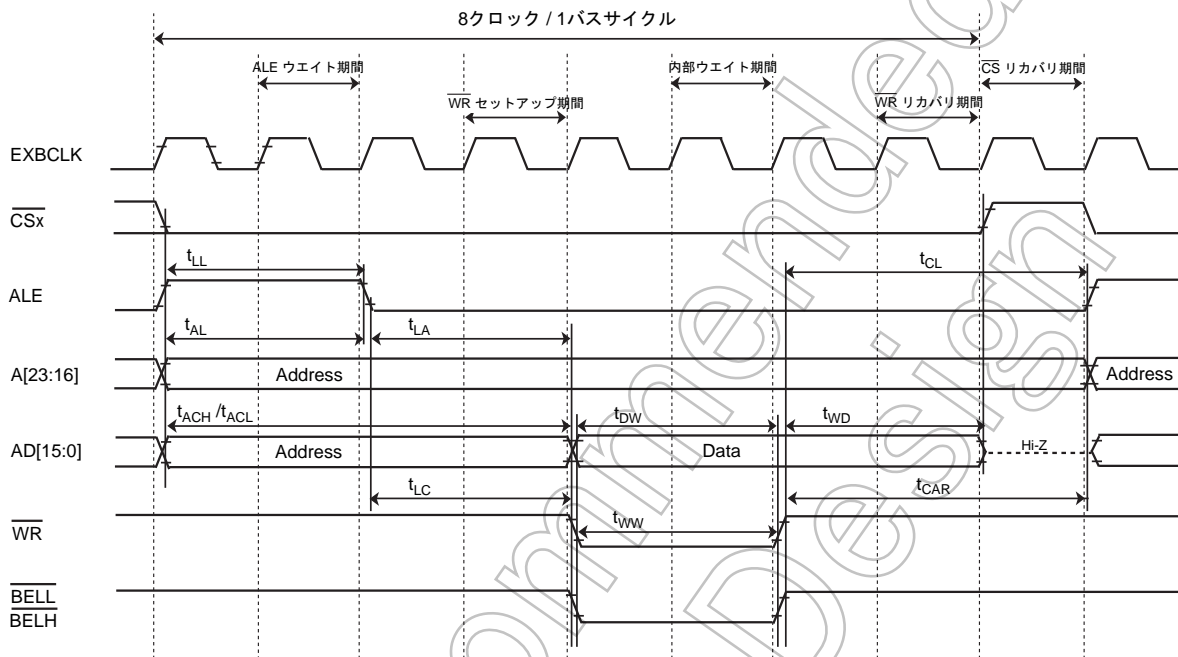 8クロック / 1バスサイクル
ALE ウエイト期間
内部ウエイト期間
CS リカバリ期間
WR セットアップ期間
WR リカバリ期間
EXBCLK
CSx
tLL
tCL
ALE
tAL
tLA
A[23:16]
Address
Address
tACH /tACL
tDW
tWD
AD[15:0]
Address
Data
Hi-Z
tLC
tCAR
WR
tWW
BELL
BELH
ommended
Design